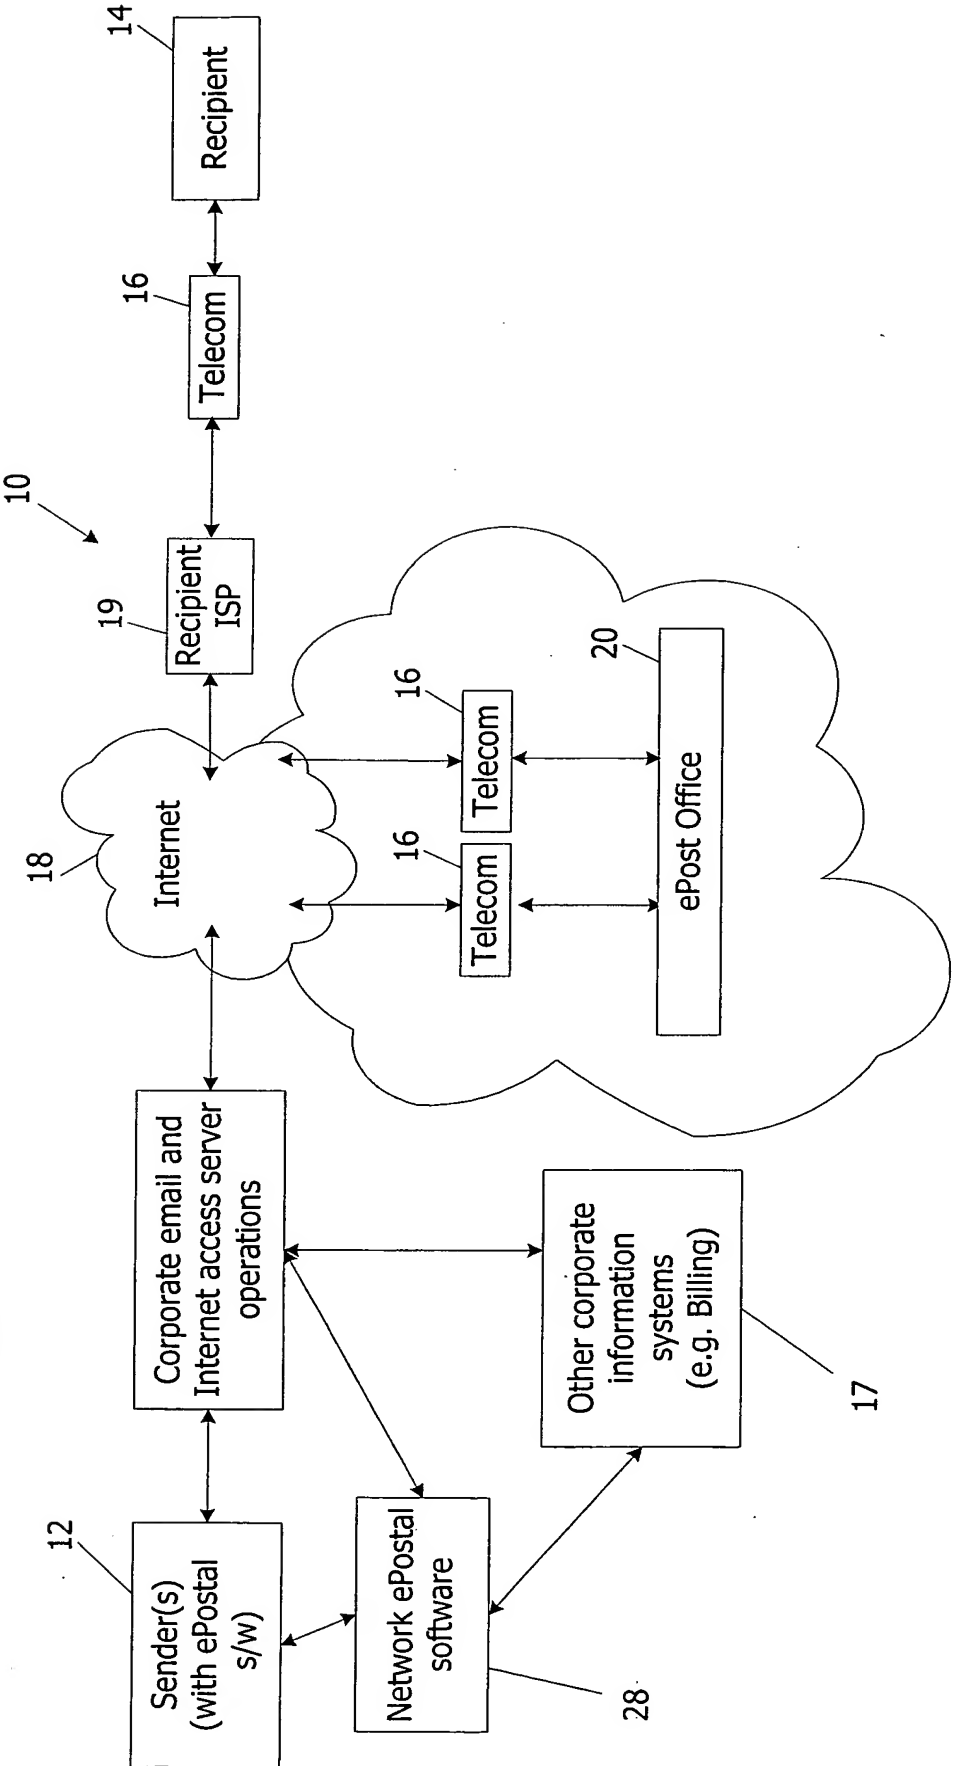 10
12
Sender(s)
(with ePostal
s/w)
Corporate email and
Internet access server
operations
18
Internet
19
Recipient
ISP
16
Telecom
14
Recipient
Network ePostal
software
28
Other corporate
information
systems
(e.g. Billing)
17
16
Telecom
16
Telecom
20
ePost Office